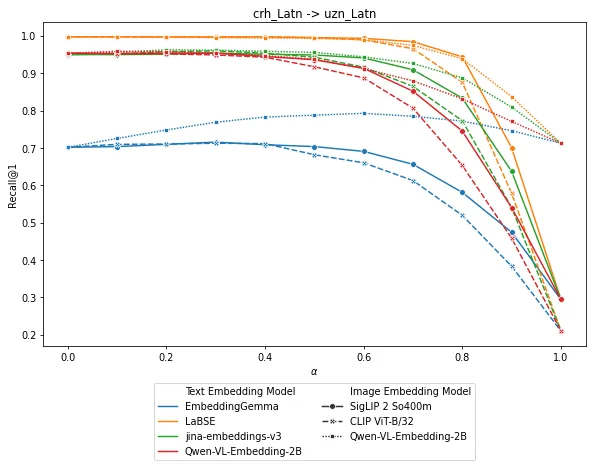 crh_Latn -> uzn_Latn
Recall@1
1.0
0.9
0.8
0.7
0.6
0.5
0.4
0.3
0.2
0.0 0.2 0.4 0.6 0.8 1.0
α
Text Embedding Model Image Embedding Model
EmbeddingGemma SigLIP 2 So400m
LaBSE CLIP ViT-B/32
jina-embeddings-v3 Qwen-VL-Embedding-2B
Qwen-VL-Embedding-2B